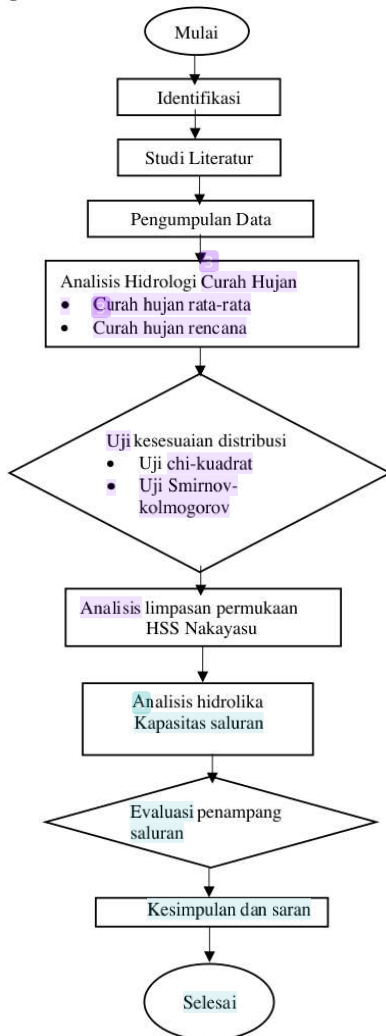 Mulai
Identifikasi
Studi Literatur
Pengumpulan Data
Analisis Hidrologi Curah Hujan
• Curah hujan rata-rata
• Curah hujan rencana
Uji kesesuaian distribusi
• Uji chi-kuadrat
• Uji Smirnov-
kolmogorov
Analisis limpasan permukaan
HSS Nakayasu
Analisis hidrolika
Kapasitas saluran
Evaluasi penampang
saluran
Kesimpulan dan saran
Selesai